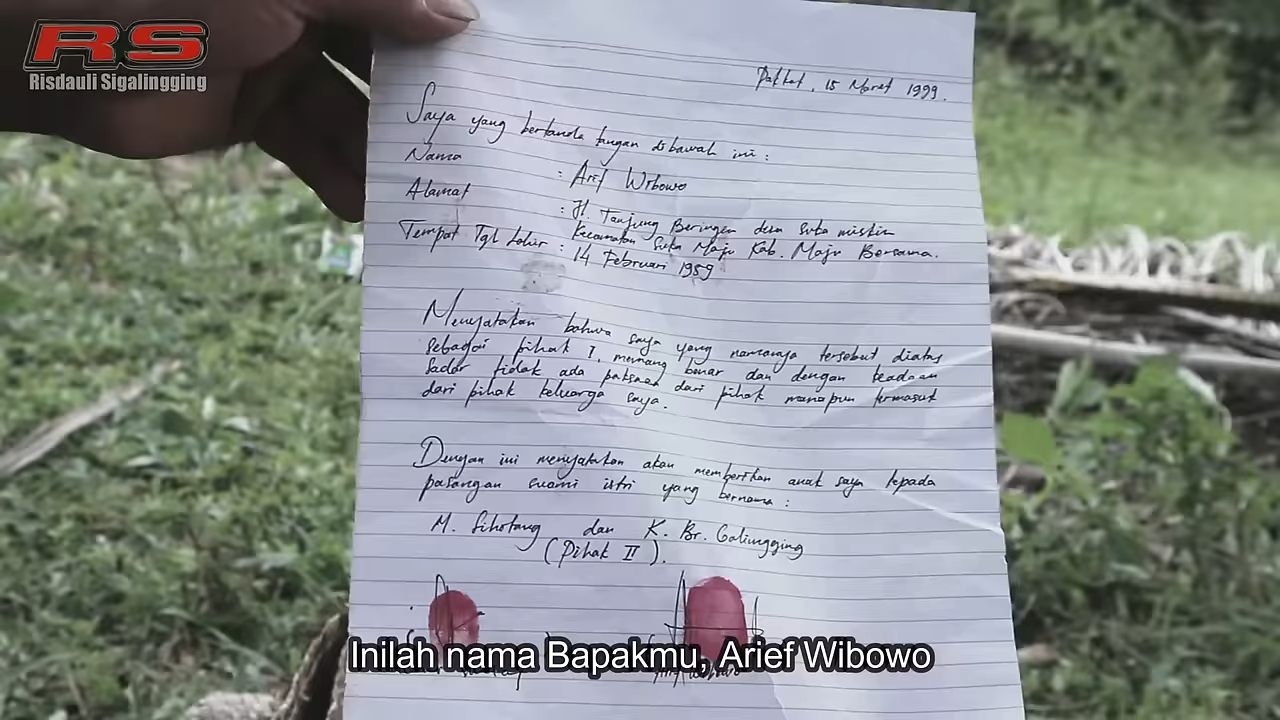 RS
Risdauli Sigalingging
Pakkat, 15 Maret 1999.
Saya yang bertanda tangan dibawah ini :
Nama : Arif Wibowo
Alamat : Jl. Tanjung Beringen desa Suka miskin
Kecamatan Suka Maju Kab. Maju Bersama.
Tempat Tgl Lahir : 14 Februari 1959
Menyatakan bahwa saya yang namanya tersebut diatas
sebagai pihak I, memang benar dan dengan keadaan
sadar tidak ada paksaan dari pihak manapun termasuk
dari pihak keluarga saya.
Dengan ini menyatakan akan memberikan anak saya kepada
pasangan suami istri yang bernama :
M. Sihotang dan K. Br. Galingging
(Pihak II).
Inilah nama Bapakmu, Arief Wibowo